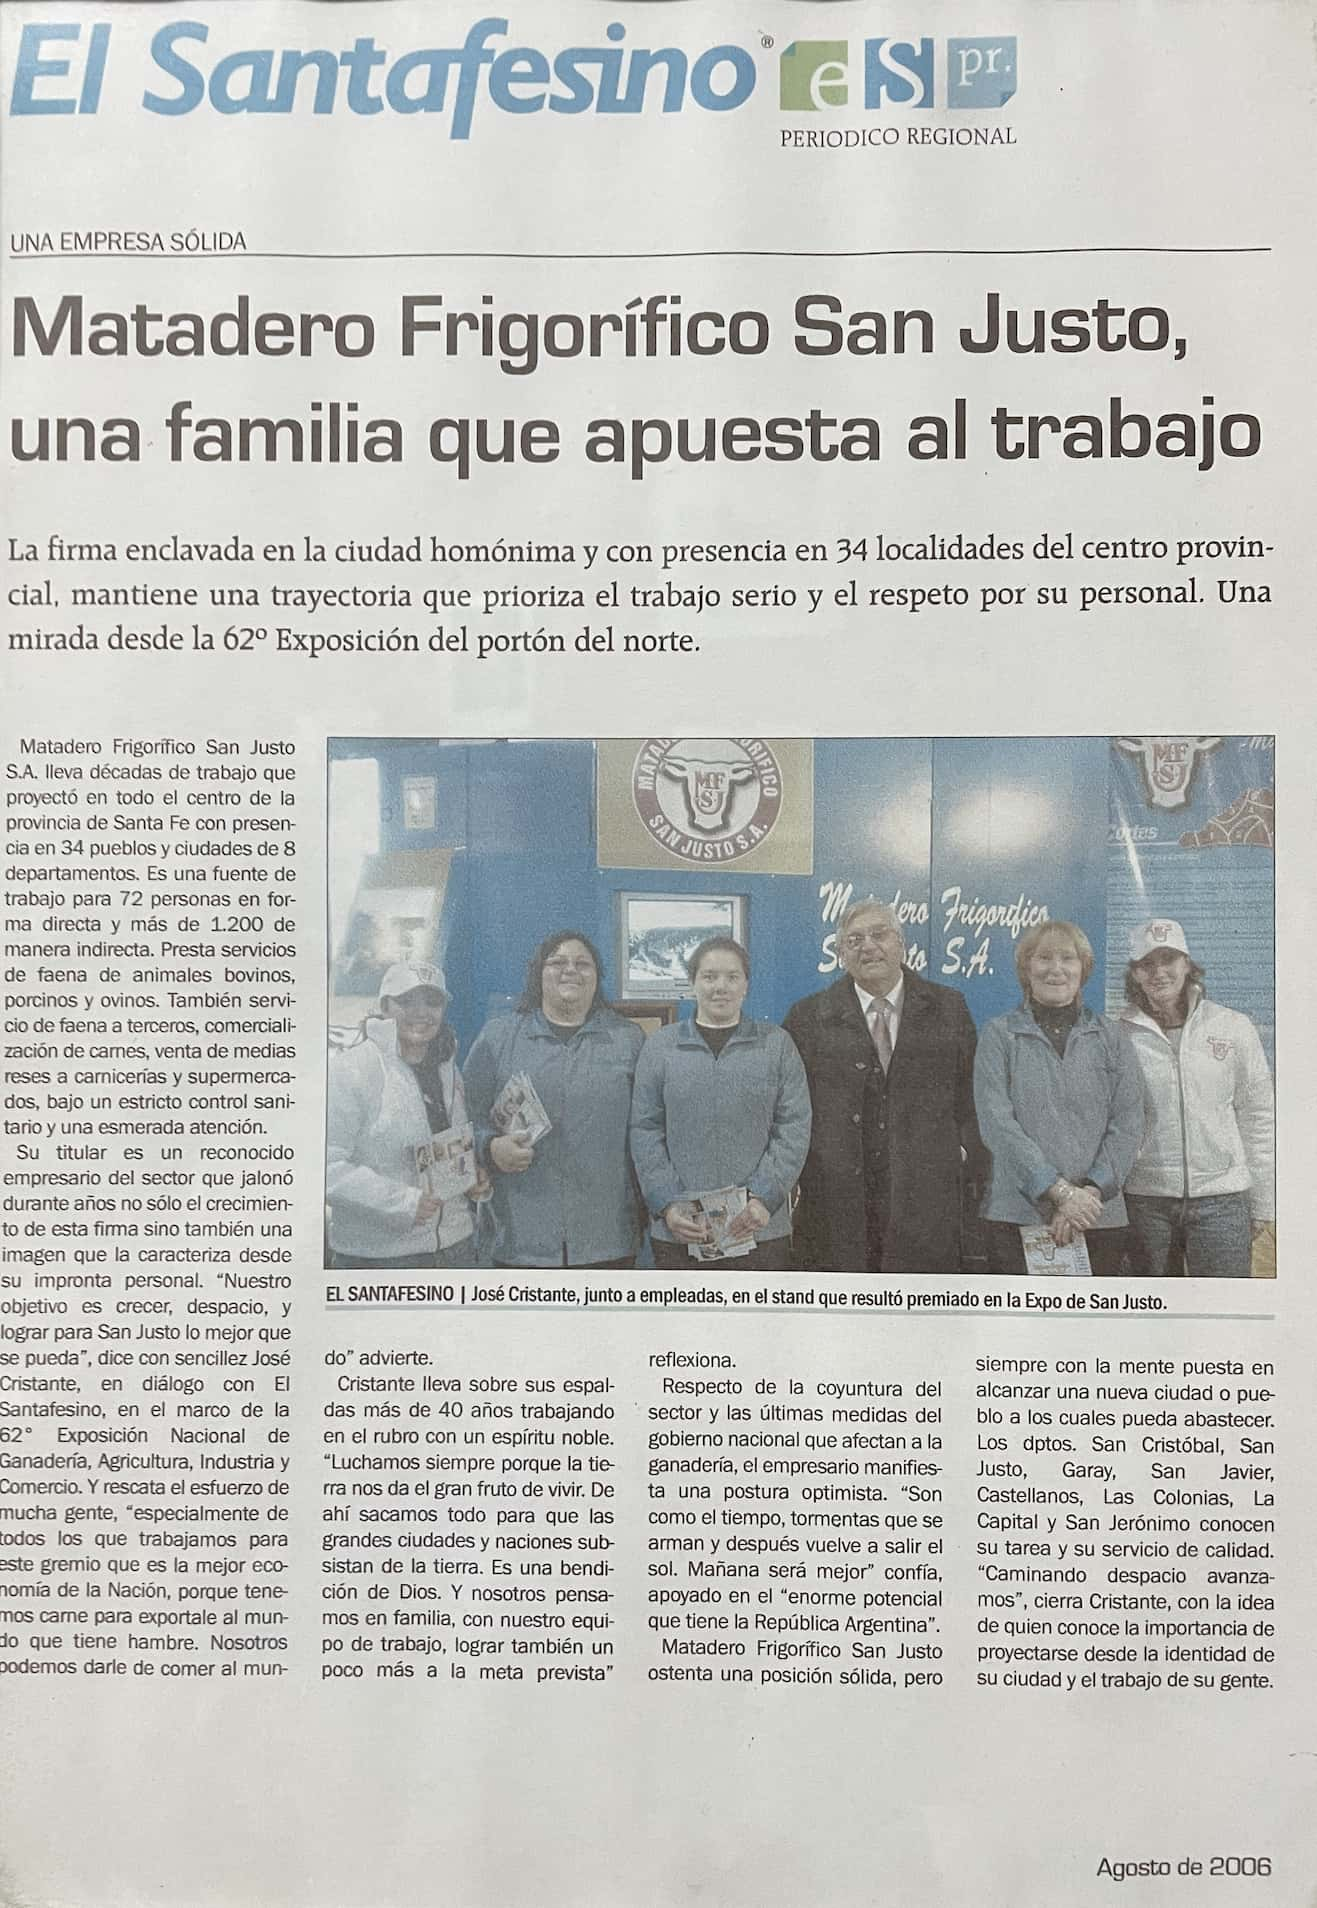 El Santafesino®
eS pr.
PERIODICO REGIONAL
UNA EMPRESA SÓLIDA
Matadero Frigorífico San Justo,
una familia que apuesta al trabajo
La firma enclavada en la ciudad homónima y con presencia en 34 localidades del centro provin-
cial, mantiene una trayectoria que prioriza el trabajo serio y el respeto por su personal. Una
mirada desde la 62º Exposición del portón del norte.
Matadero Frigorífico San Justo
S.A. lleva décadas de trabajo que
proyectó en todo el centro de la
provincia de Santa Fe con presen-
cia en 34 pueblos y ciudades de 8
departamentos. Es una fuente de
trabajo para 72 personas en for-
ma directa y más de 1.200 de
manera indirecta. Presta servicios
de faena de animales bovinos,
porcinos y ovinos. También servi-
cio de faena a terceros, comerciali-
zación de carnes, venta de medias
reses a carnicerías y supermerca-
dos, bajo un estricto control sani-
tario y una esmerada atención.
Su titular es un reconocido
empresario del sector que jalonó
durante años no sólo el crecimien-
to de esta firma sino también una
imagen que la caracteriza desde
su impronta personal. “Nuestro
objetivo es crecer, despacio, y
lograr para San Justo lo mejor que
se pueda”, dice con sencillez José
Cristante, en diálogo con El
Santafesino, en el marco de la
62° Exposición Nacional de
Ganadería, Agricultura, Industria y
Comercio. Y rescata el esfuerzo de
mucha gente, “especialmente de
todos los que trabajamos para
este gremio que es la mejor eco-
nomía de la Nación, porque tene-
mos carne para exportale al mun-
do que tiene hambre. Nosotros
podemos darle de comer al mun-
MFSJ
SAN JUSTO S.A.
Frigorífico
S.A.
MFSJ
EL SANTAFESINO | José Cristante, junto a empleadas, en el stand que resultó premiado en la Expo de San Justo.
do” advierte.
Cristante lleva sobre sus espal-
das más de 40 años trabajando
en el rubro con un espíritu noble.
“Luchamos siempre porque la tie-
rra nos da el gran fruto de vivir. De
ahí sacamos todo para que las
grandes ciudades y naciones sub-
sistan de la tierra. Es una bendi-
ción de Dios. Y nosotros pensa-
mos en familia, con nuestro equi-
po de trabajo, lograr también un
poco más a la meta prevista”
reflexiona.
Respecto de la coyuntura del
sector y las últimas medidas del
gobierno nacional que afectan a la
ganadería, el empresario manifies-
ta una postura optimista. “Son
como el tiempo, tormentas que se
arman y después vuelve a salir el
sol. Mañana será mejor” confía,
apoyado en el “enorme potencial
que tiene la República Argentina”.
Matadero Frigorífico San Justo
ostenta una posición sólida, pero
siempre con la mente puesta en
alcanzar una nueva ciudad o pue-
blo a los cuales pueda abastecer.
Los dptos. San Cristóbal, San
Justo, Garay, San Javier,
Castellanos, Las Colonias, La
Capital y San Jerónimo conocen
su tarea y su servicio de calidad.
“Caminando despacio avanza-
mos”, cierra Cristante, con la idea
de quien conoce la importancia de
proyectarse desde la identidad de
su ciudad y el trabajo de su gente.
Agosto de 2006